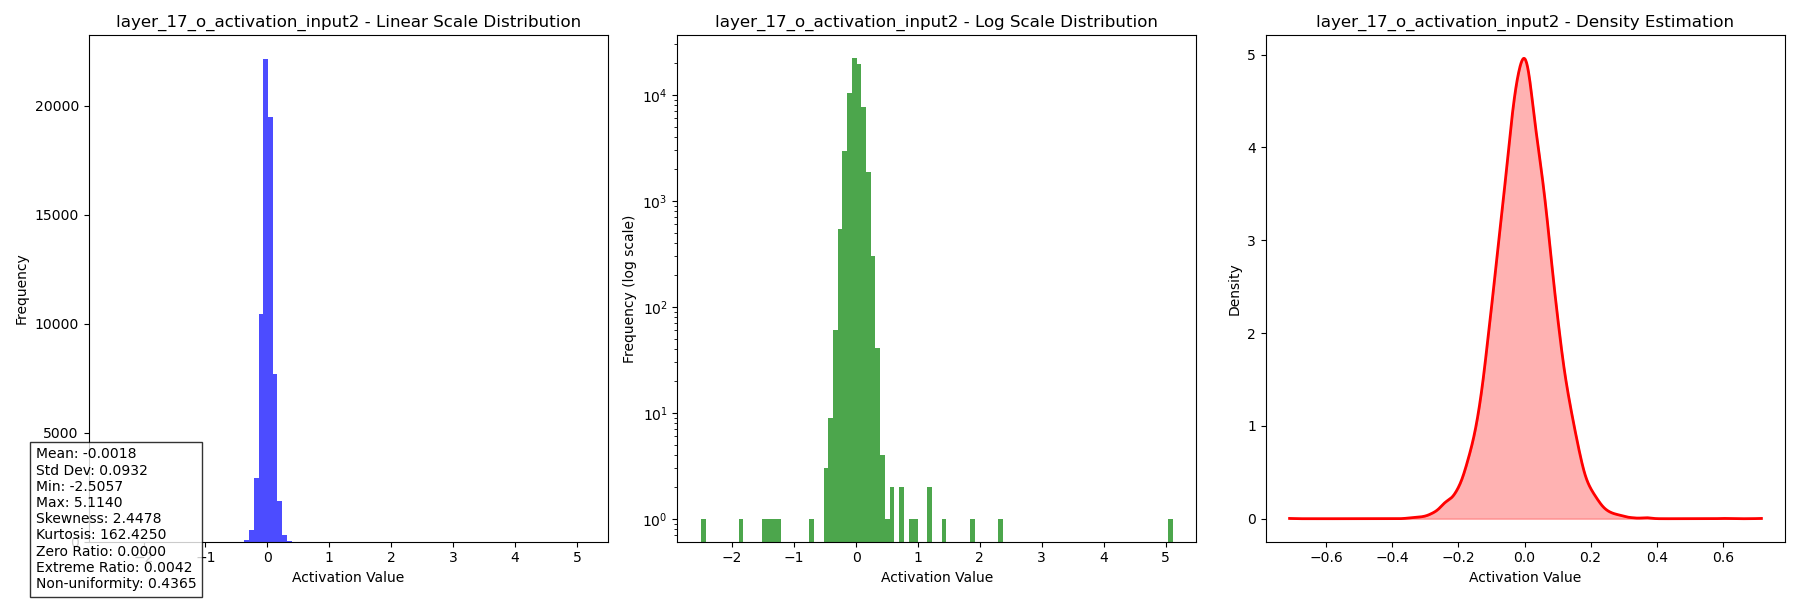 layer_17_o_activation_input2 - Linear Scale Distribution
Frequency
20000
15000
10000
5000
0
−1
0
1
2
3
4
5
Activation Value
Mean: -0.0018
Std Dev: 0.0932
Min: -2.5057
Max: 5.1140
Skewness: 2.4478
Kurtosis: 162.4250
Zero Ratio: 0.0000
Extreme Ratio: 0.0042
Non-uniformity: 0.4365
layer_17_o_activation_input2 - Log Scale Distribution
Frequency (log scale)
10⁴
10³
10²
10¹
10⁰
−2
−1
0
1
2
3
4
5
Activation Value
layer_17_o_activation_input2 - Density Estimation
Density
5
4
3
2
1
0
−0.6
−0.4
−0.2
0.0
0.2
0.4
0.6
Activation Value